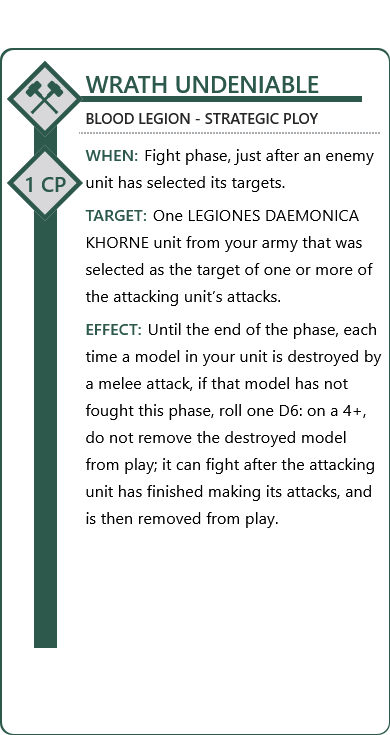 WRATH UNDENIABLE
BLOOD LEGION - STRATEGIC PLOY
1 CP
WHEN: Fight phase, just after an enemy
unit has selected its targets.
TARGET: One LEGIONES DAEMONICA
KHORNE unit from your army that was
selected as the target of one or more of
the attacking unit’s attacks.
EFFECT: Until the end of the phase, each
time a model in your unit is destroyed by
a melee attack, if that model has not
fought this phase, roll one D6: on a 4+,
do not remove the destroyed model
from play; it can fight after the attacking
unit has finished making its attacks, and
is then removed from play.